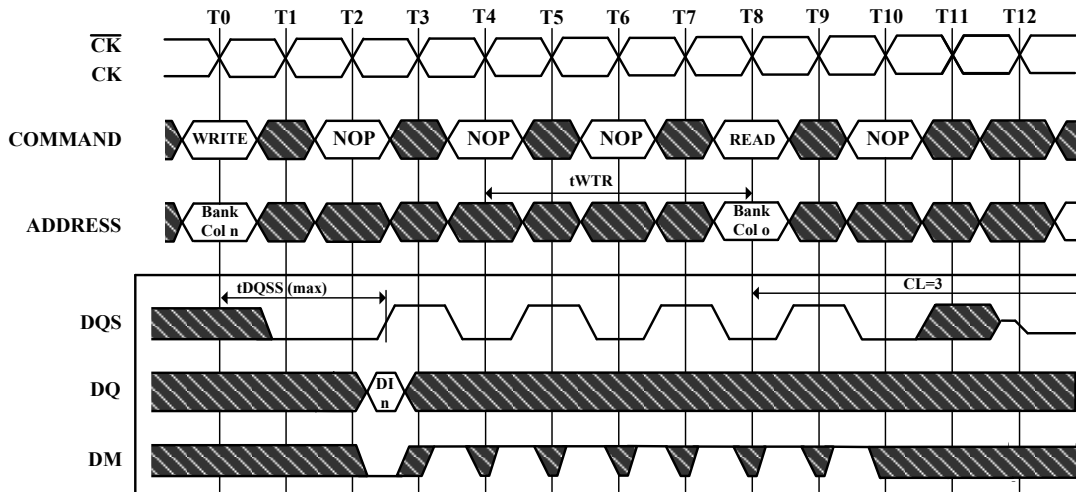 T0 T1 T2 T3 T4 T5 T6 T7 T8 T9 T10 T11 T12
CK
CK
COMMAND WRITE NOP NOP NOP READ NOP
tWTR
ADDRESS Bank Col n Bank Col o
tDQSS (max) CL=3
DQS
DQ DI n
DM